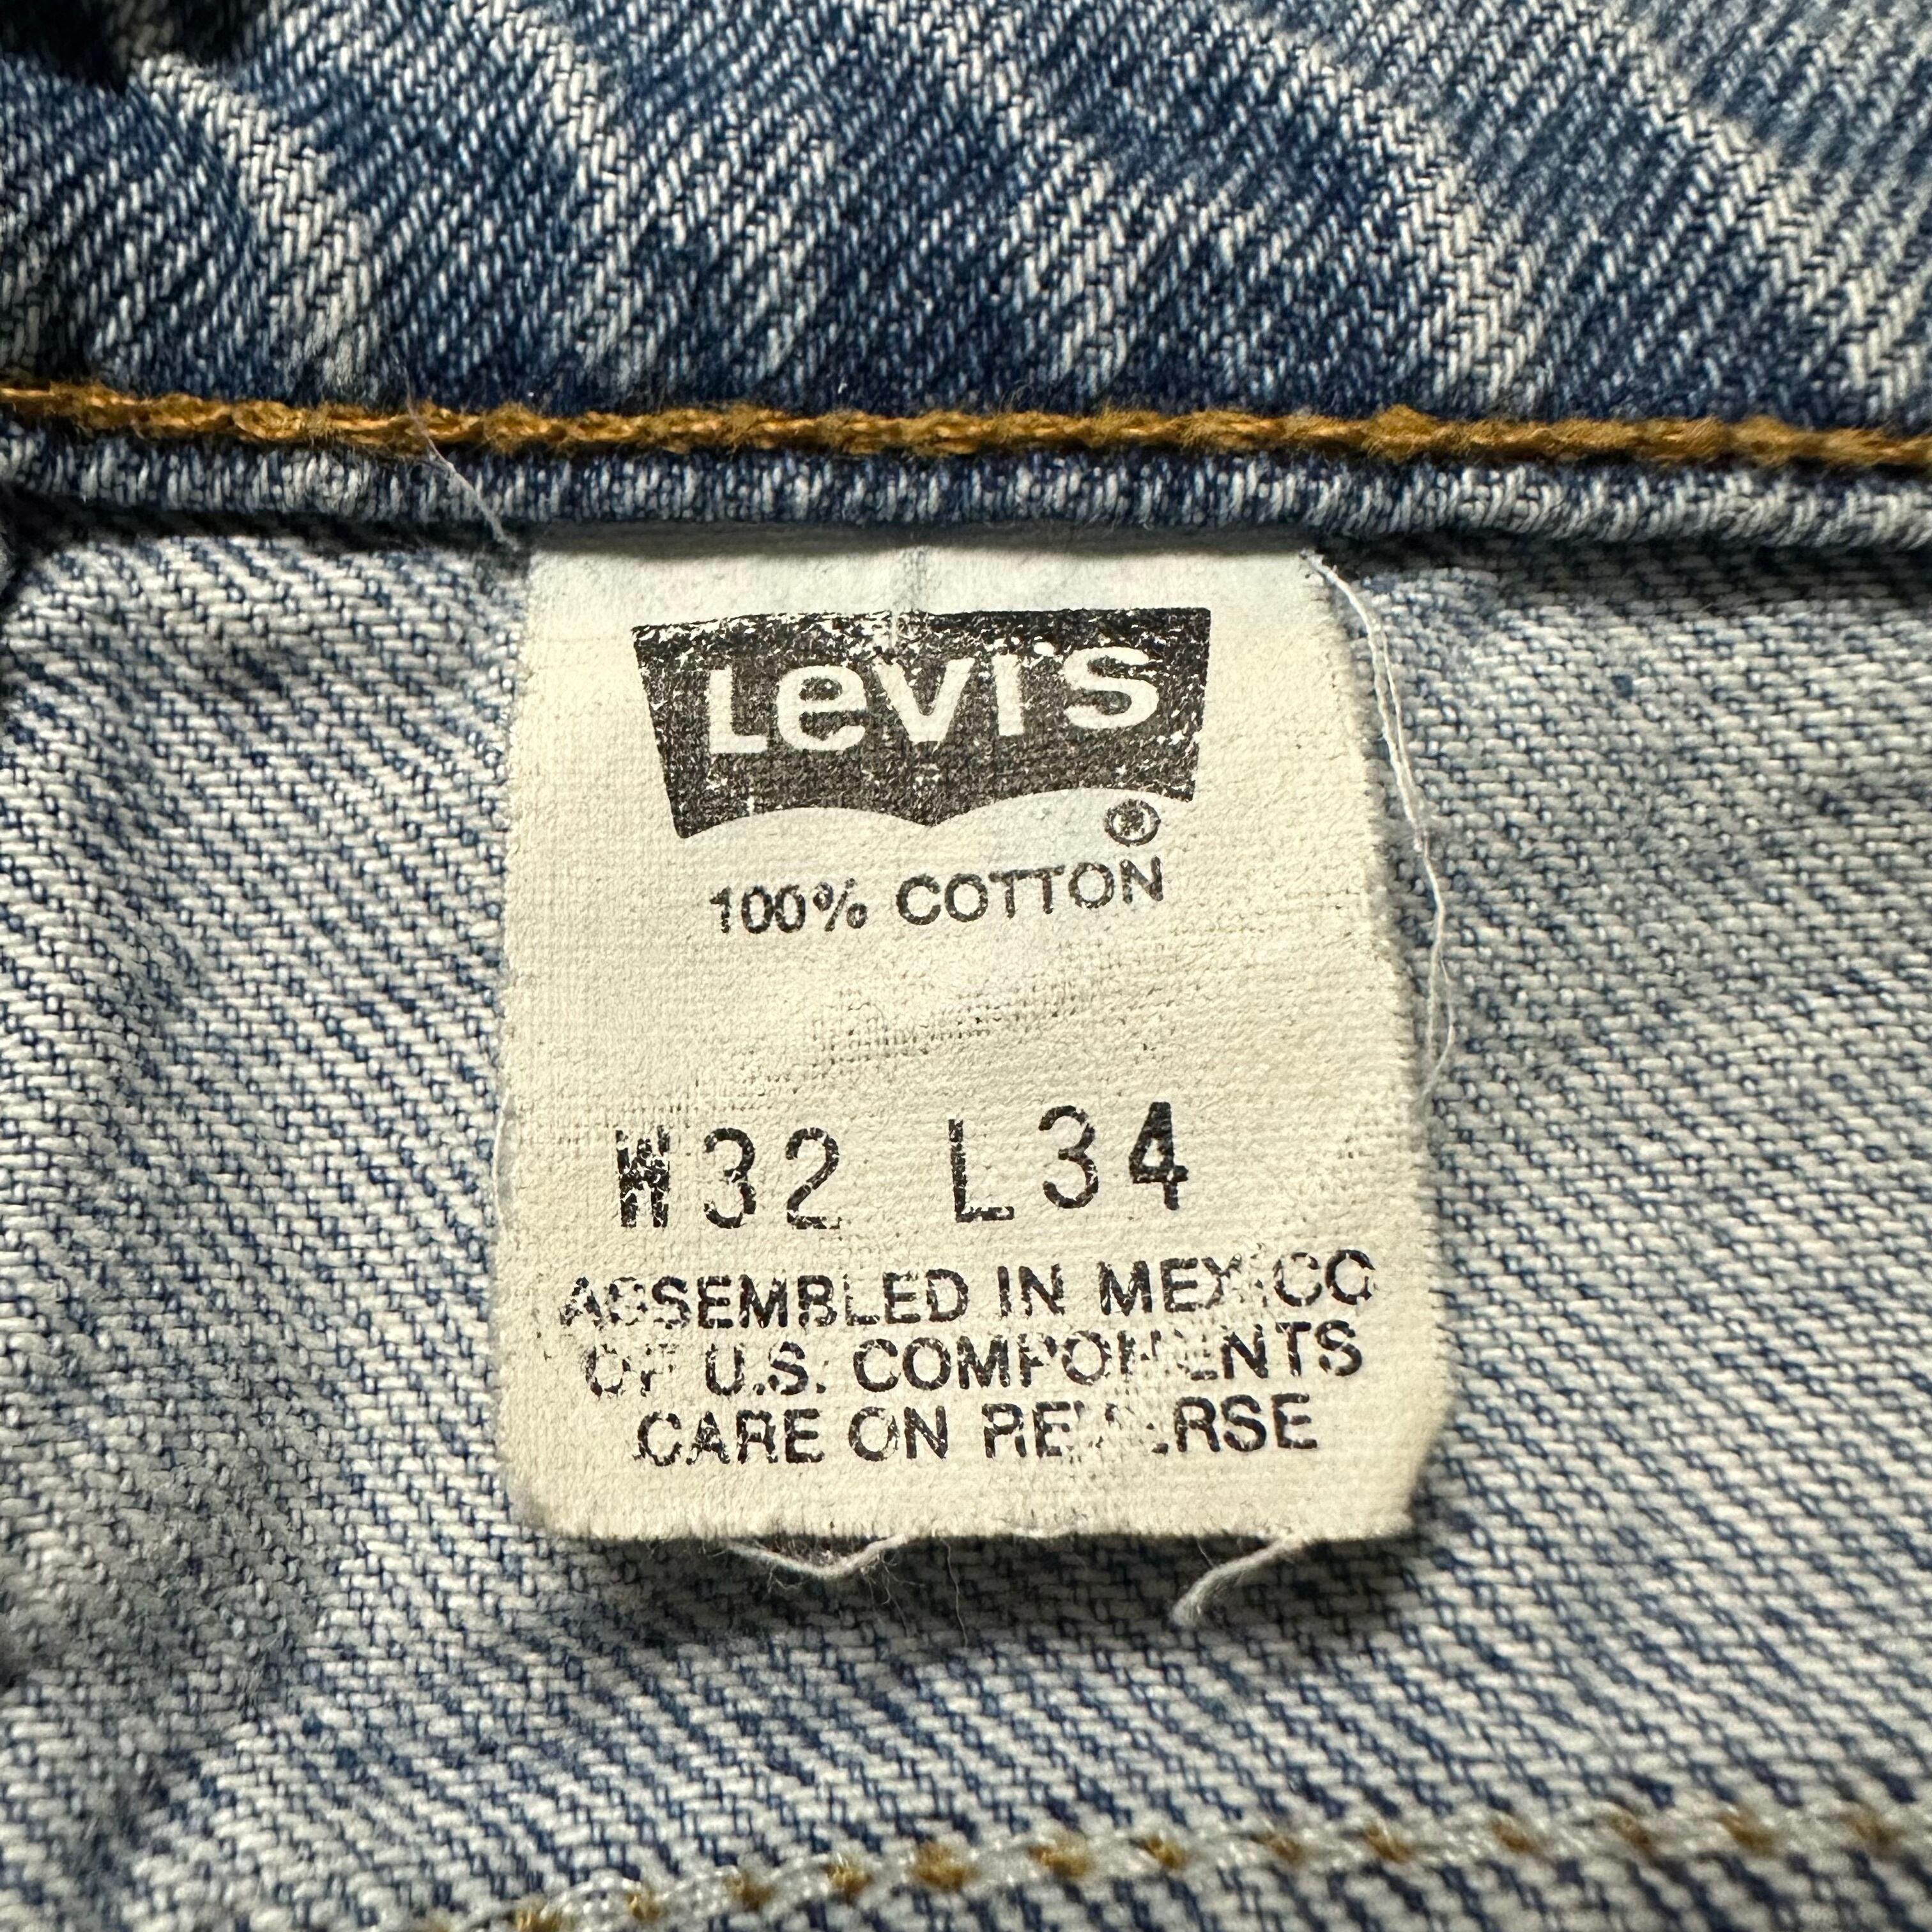 Levi's
®
100% COTTON
W32 L34
ASSEMBLED IN MEXICO
OF U.S. COMPONENTS
CARE ON REVERSE